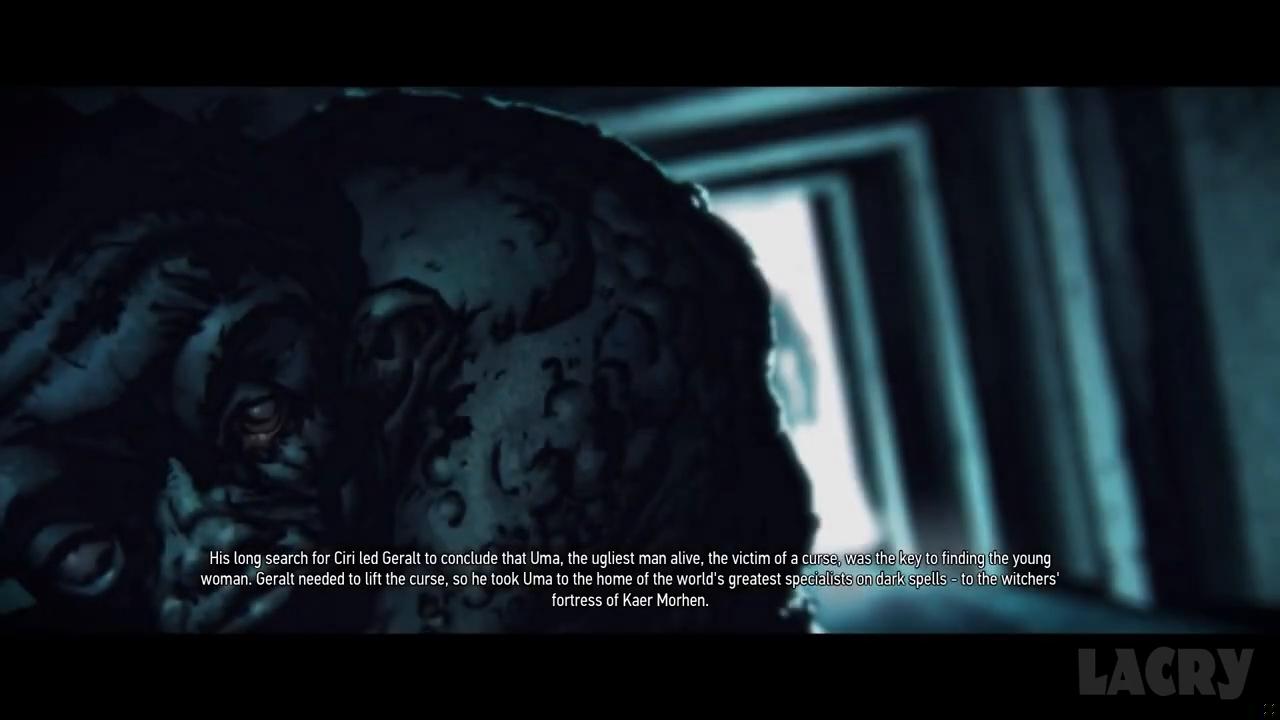 His long search for Ciri led Geralt to conclude that Uma, the ugliest man alive, the victim of a curse, was the key to finding the young
woman. Geralt needed to lift the curse, so he took Uma to the home of the world's greatest specialists on dark spells - to the witchers'
fortress of Kaer Morhen.
LACRY